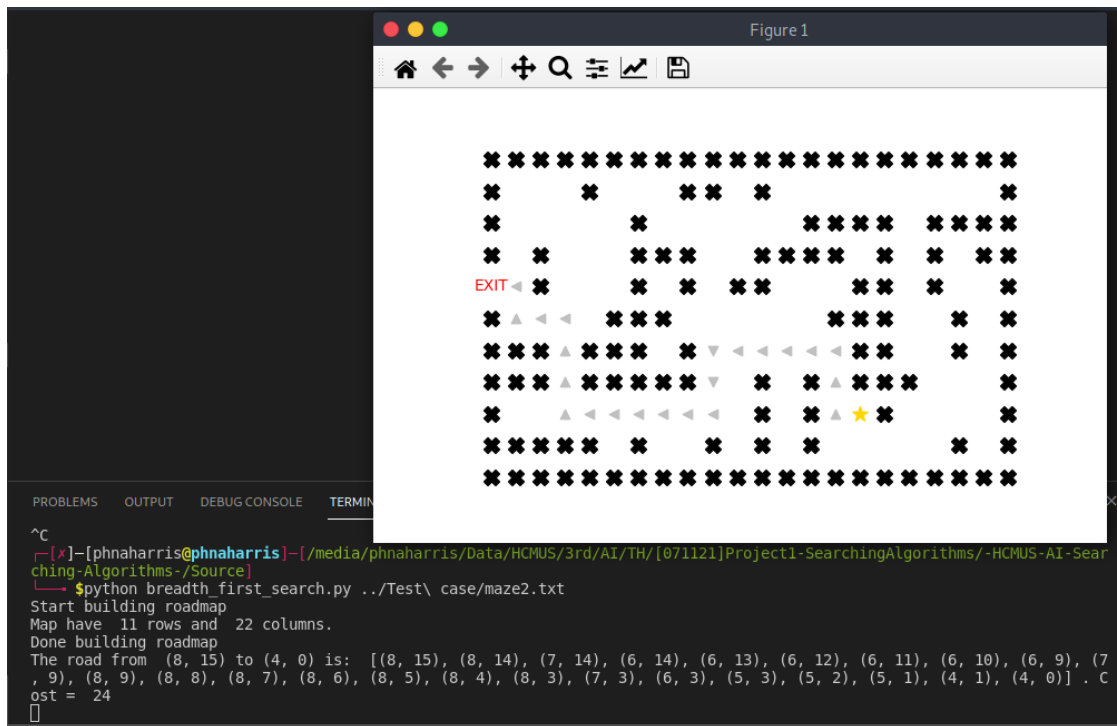 Figure 1
EXIT
PROBLEMS OUTPUT DEBUG CONSOLE TERMIN
^C
┌─[✗]─[phnaharris@phnaharris]─[/media/phnaharris/Data/HCMUS/3rd/AI/TH/[071121]Project1-SearchingAlgorithms/-HCMUS-AI-Sear
ching-Algorithms-/Source]
└──╼ $python breadth_first_search.py ../Test\ case/maze2.txt
Start building roadmap
Map have  11 rows and  22 columns.
Done building roadmap
The road from  (8, 15) to (4, 0) is:  [(8, 15), (8, 14), (7, 14), (6, 14), (6, 13), (6, 12), (6, 11), (6, 10), (6, 9), (7
, 9), (8, 9), (8, 8), (8, 7), (8, 6), (8, 5), (8, 4), (8, 3), (7, 3), (6, 3), (5, 3), (5, 2), (5, 1), (4, 1), (4, 0)] . C
ost =  24